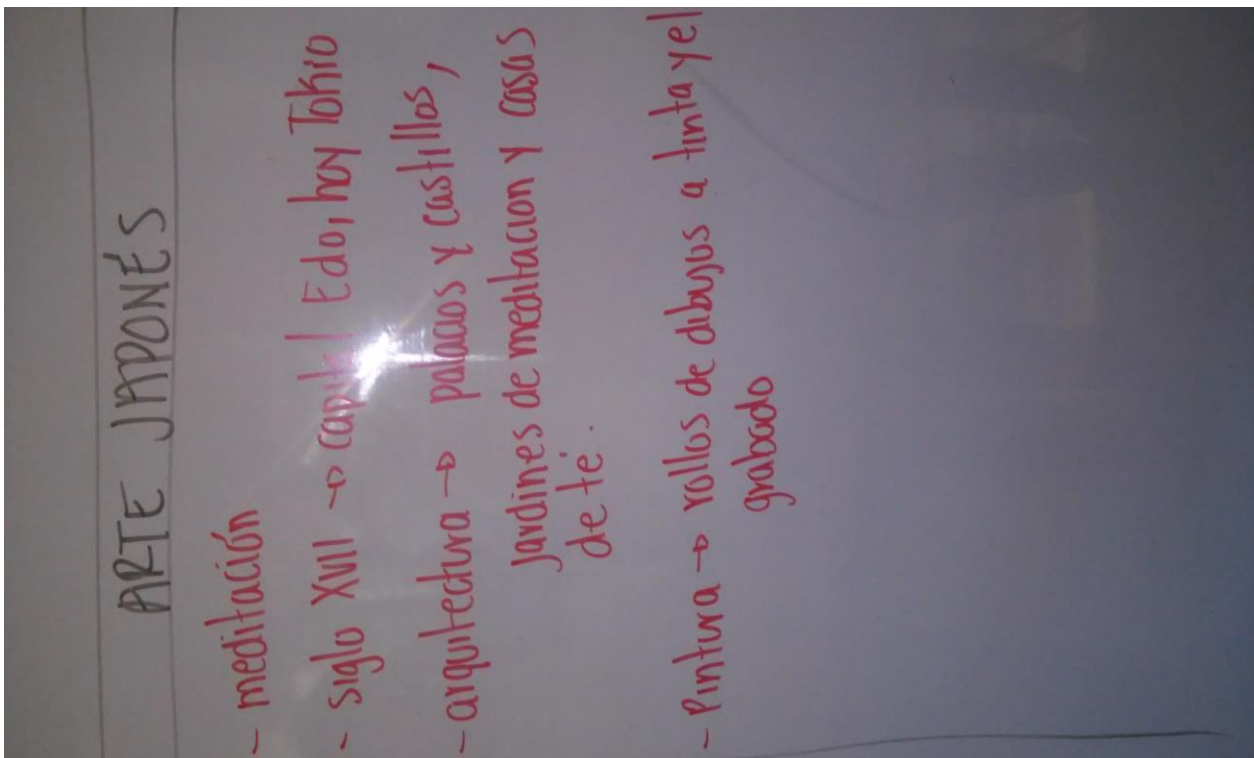 ARTE JAPONÉS
- meditación
- siglo XVII → capital Edo, hoy Tokio
- arquitectura → palacios y castillos,
jardines de meditacion y casas
de té.
- Pintura → rollos de dibujos a tinta y el
grabado